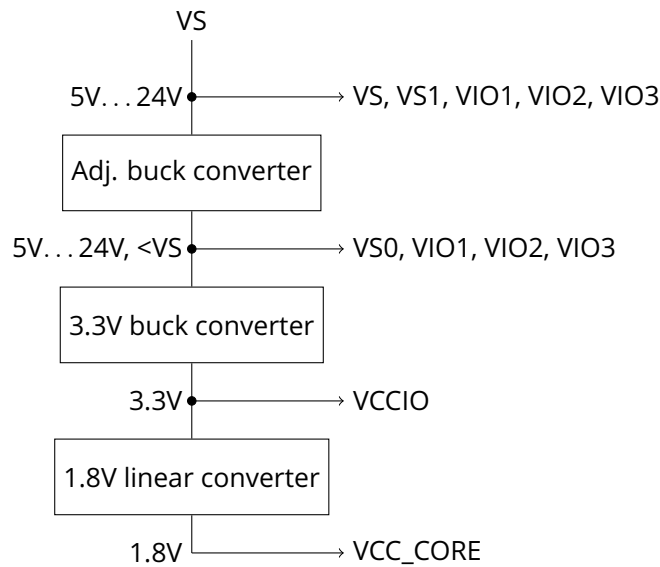 VS
5V...24V VS, VS1, VIO1, VIO2, VIO3
Adj. buck converter
5V...24V, <VS VS0, VIO1, VIO2, VIO3
3.3V buck converter
3.3V VCCIO
1.8V linear converter
1.8V VCC_CORE